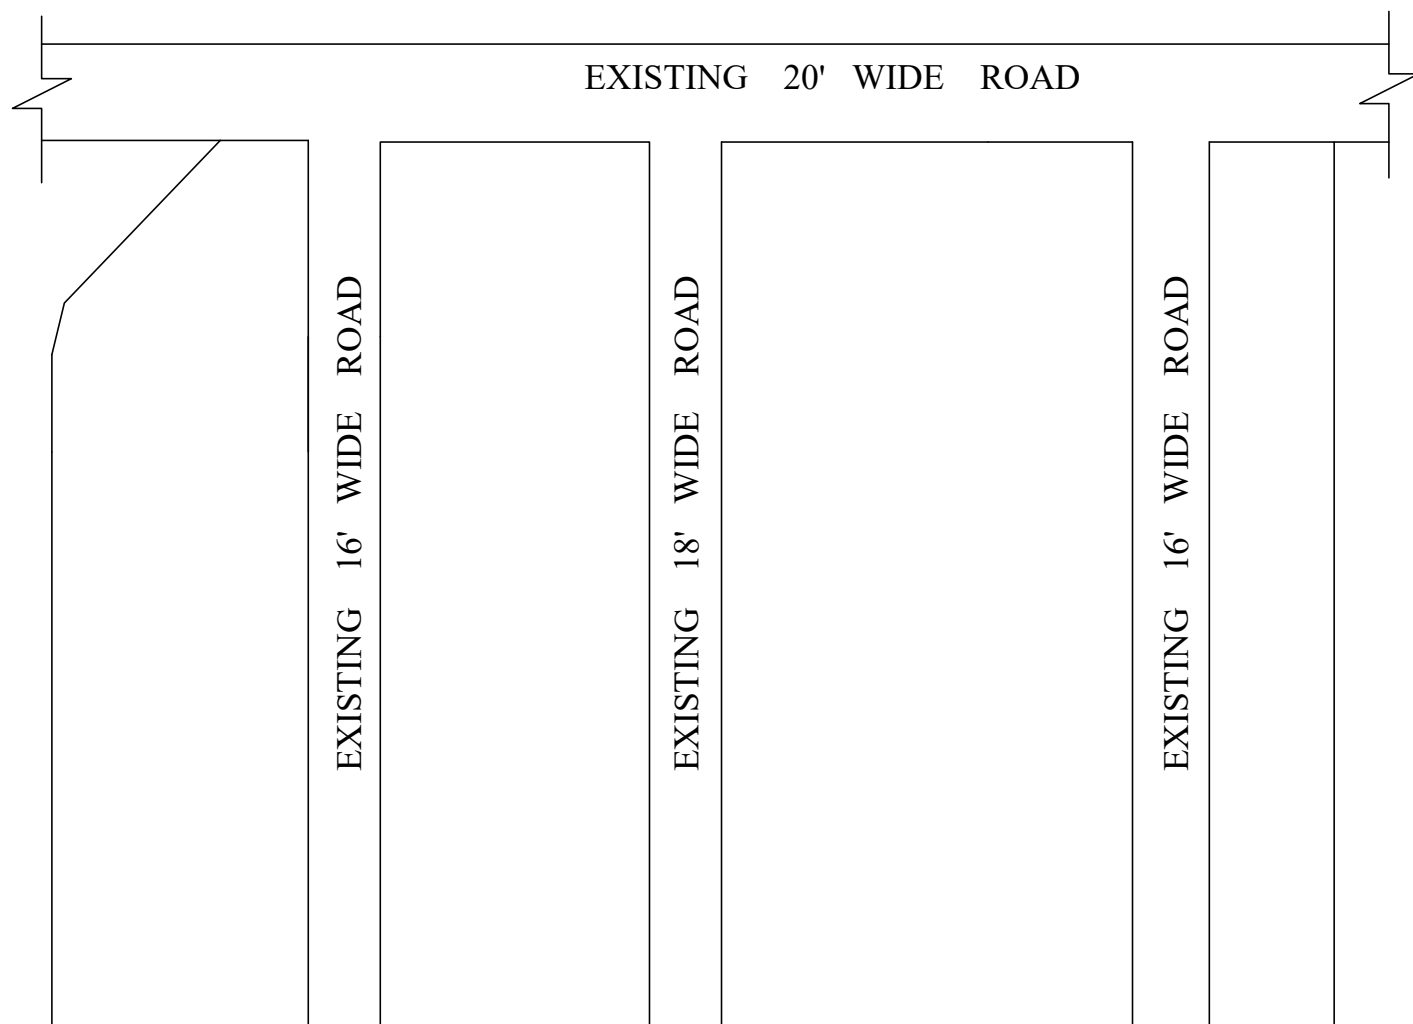 EXISTING 20' WIDE ROAD
EXISTING 16' WIDE ROAD
EXISTING 18' WIDE ROAD
EXISTING 16' WIDE ROAD